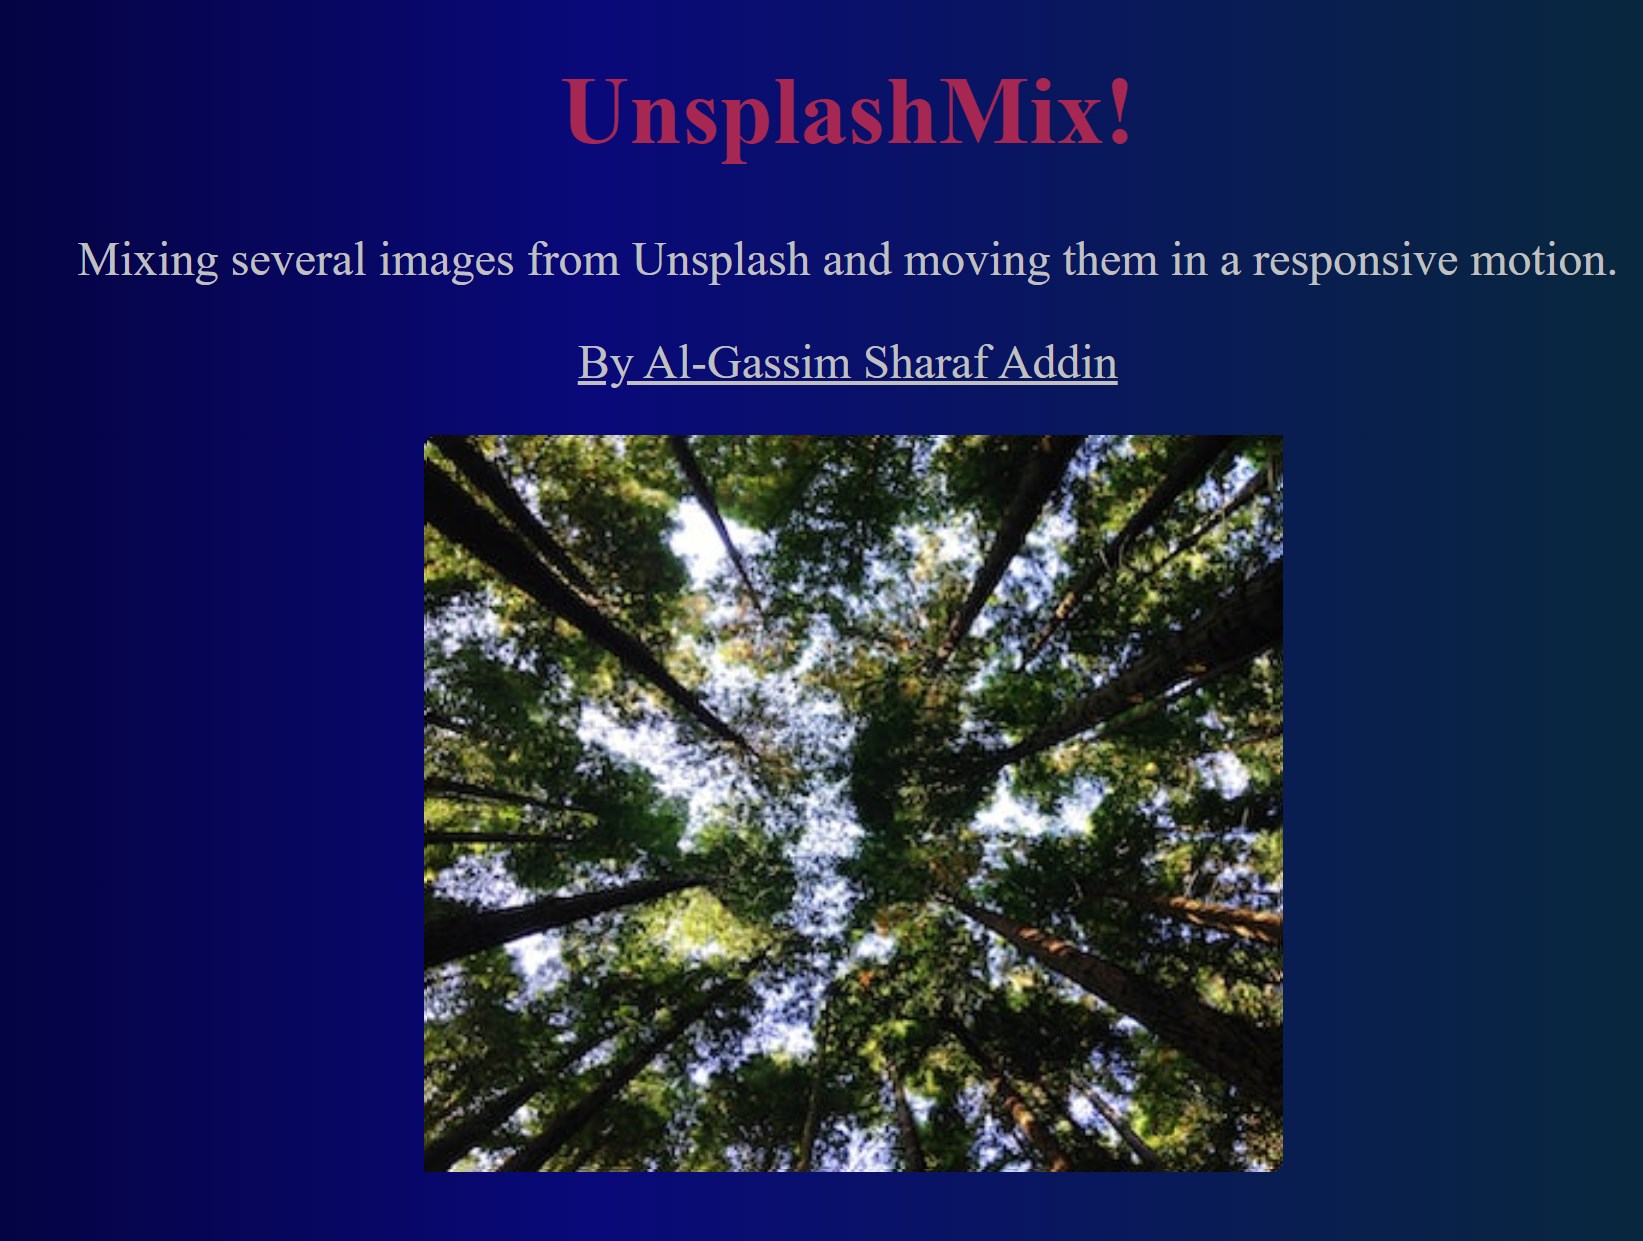 UnsplashMix!
Mixing several images from Unsplash and moving them in a responsive motion.
By Al-Gassim Sharaf Addin